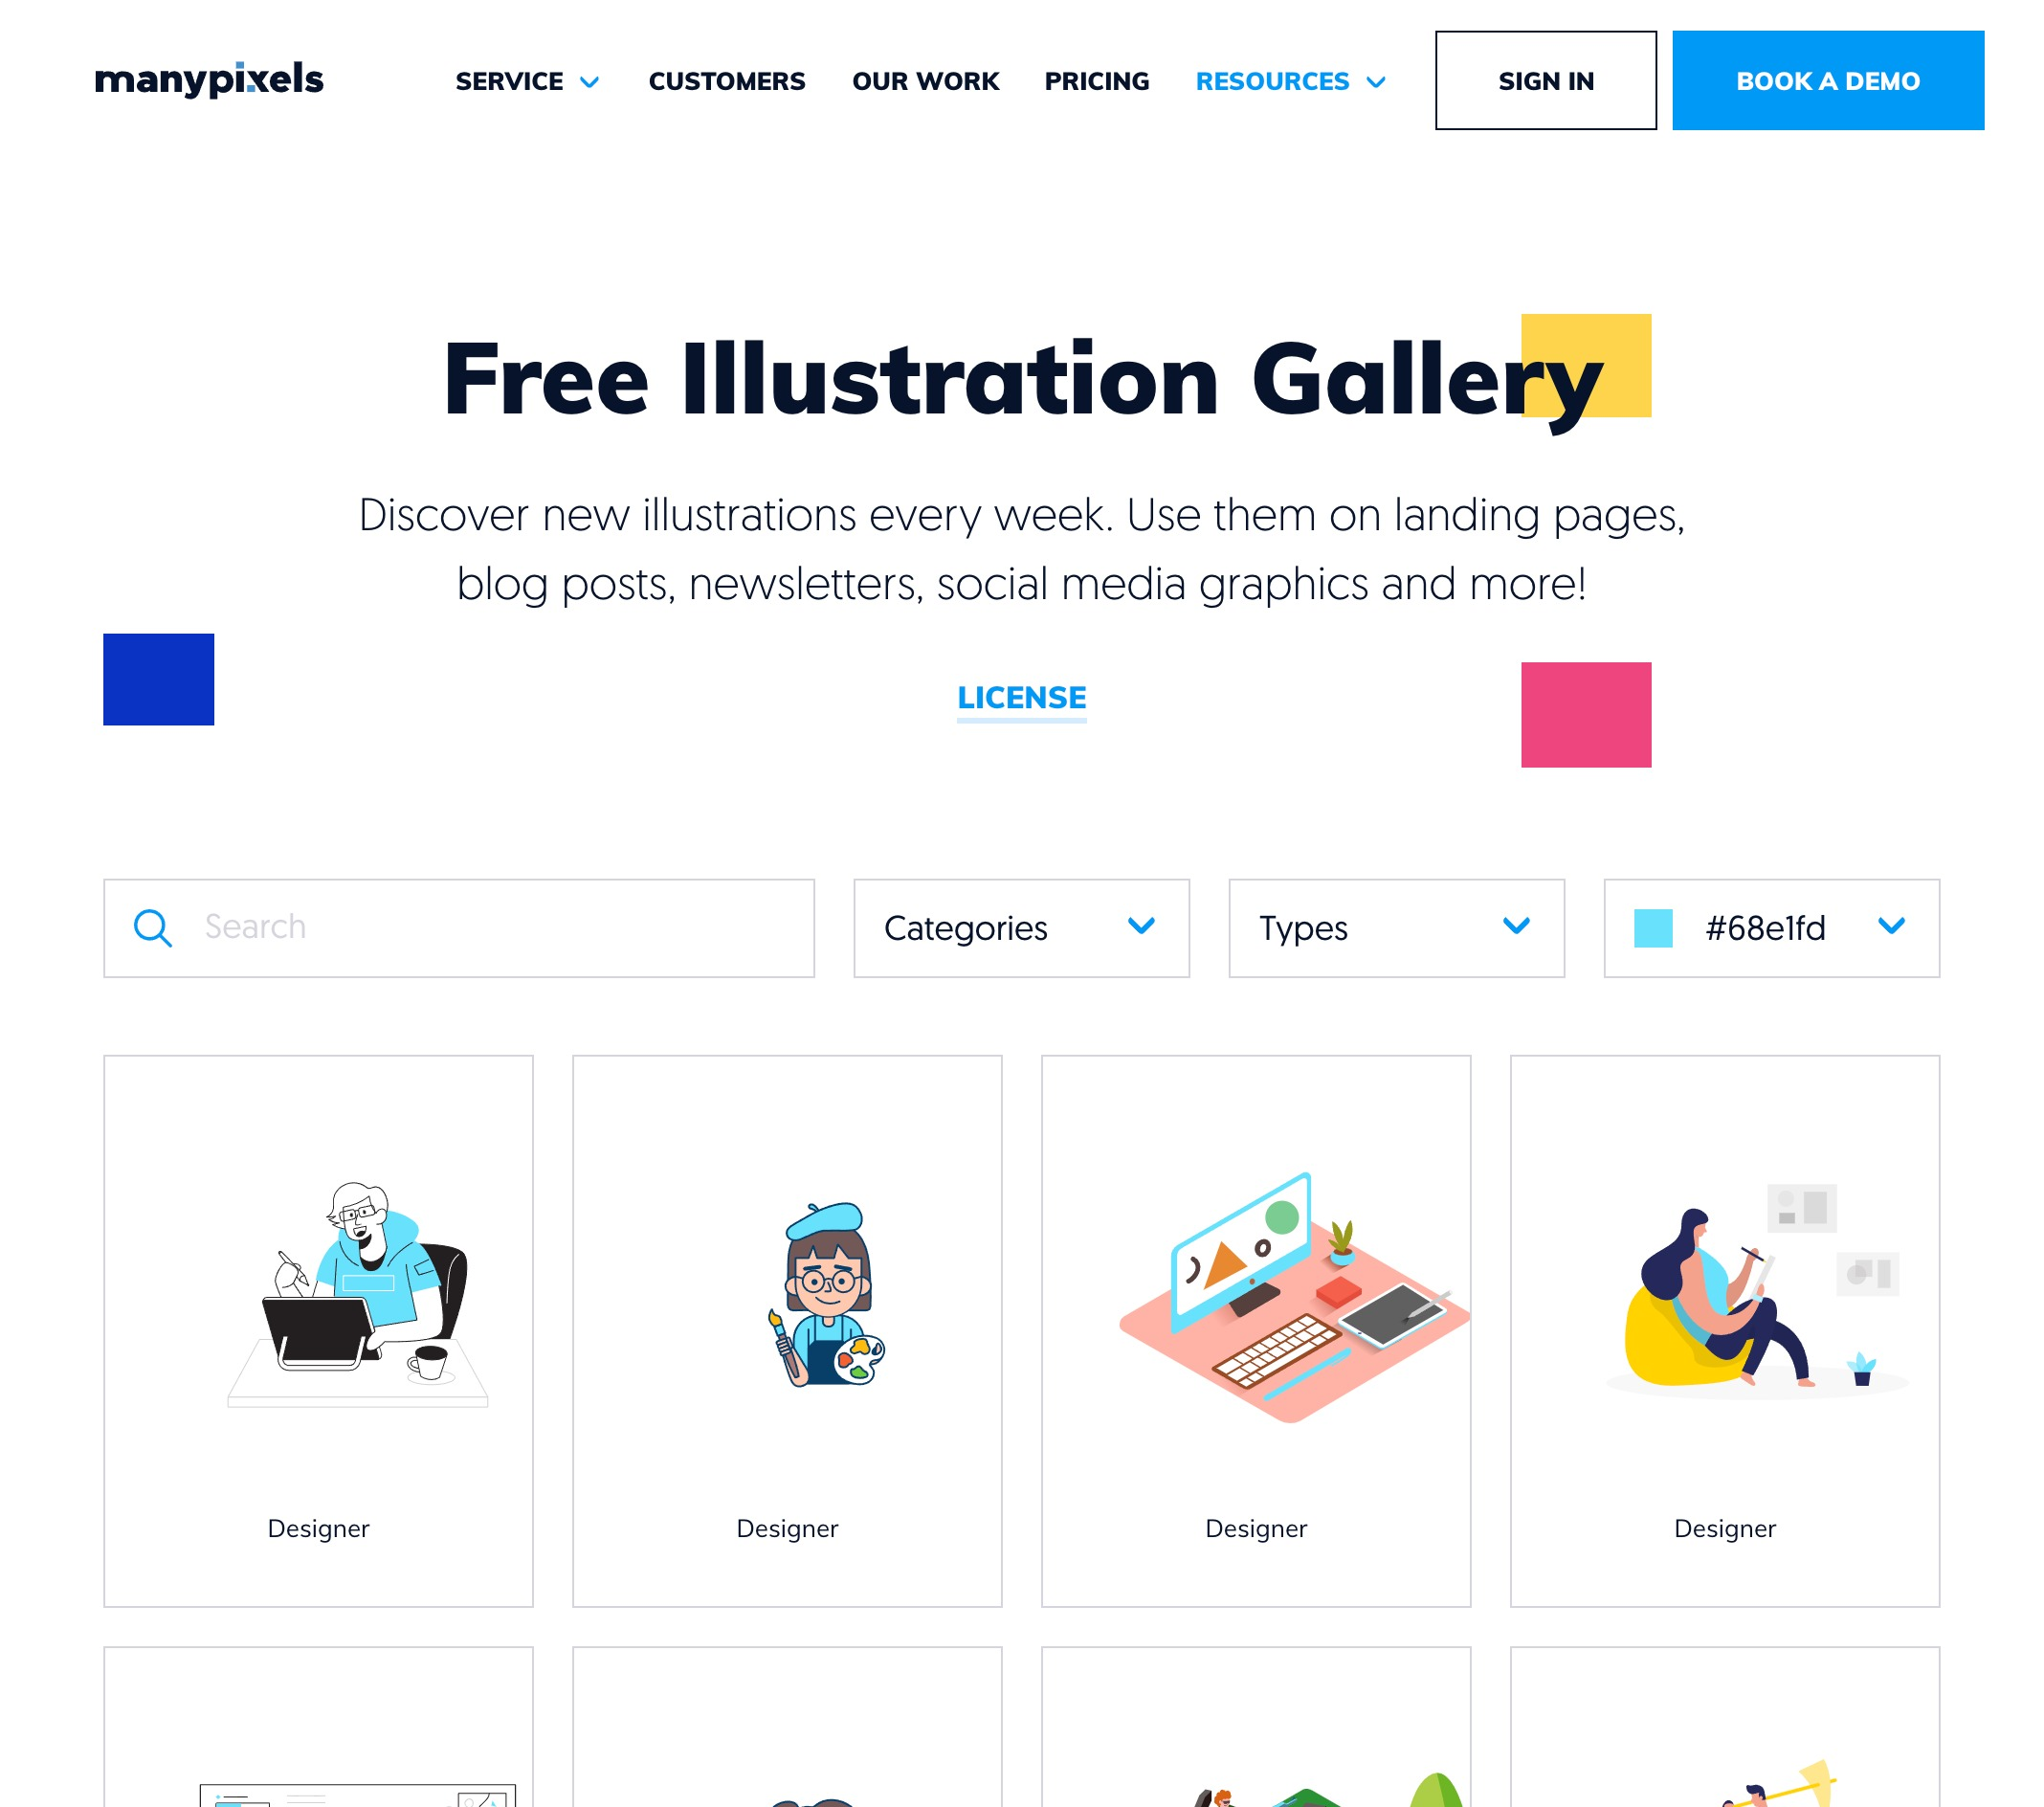 manypixels
SERVICE
CUSTOMERS
OUR WORK
PRICING
RESOURCES
SIGN IN
BOOK A DEMO
Free Illustration Gallery
Discover new illustrations every week. Use them on landing pages,
blog posts, newsletters, social media graphics and more!
LICENSE
Search
Categories
Types
#68e1fd
Designer
Designer
Designer
Designer